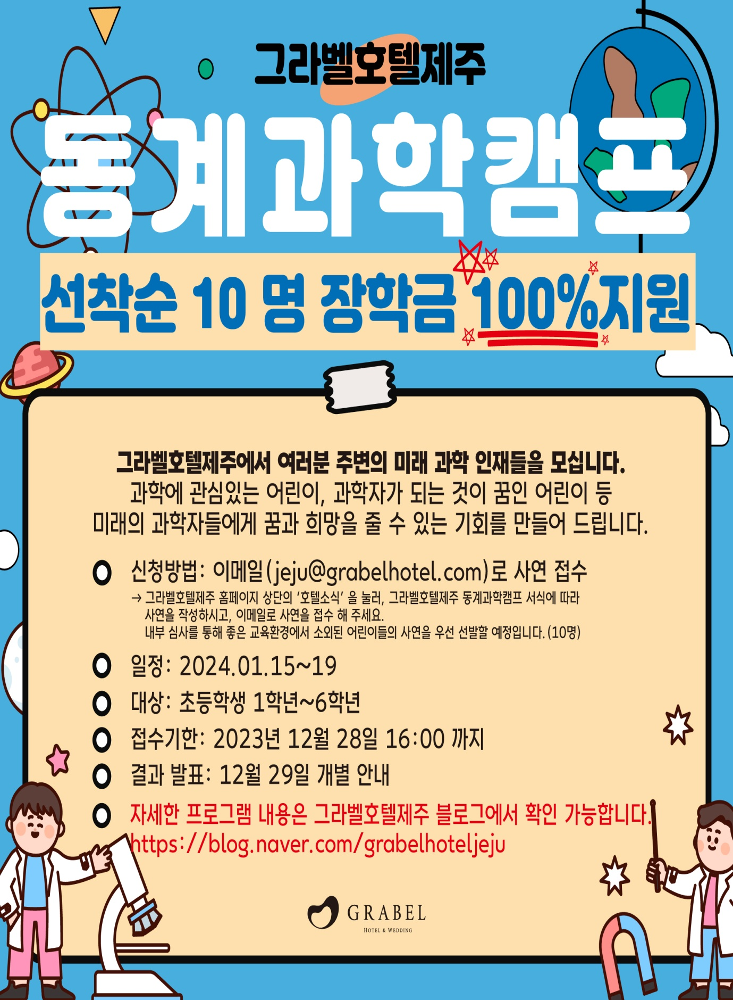 그라벨호텔제주
동계과학캠프
선착순 10 명 장학금 100%지원
그라벨호텔제주에서 여러분 주변의 미래 과학 인재들을 모십니다.
과학에 관심있는 어린이, 과학자가 되는 것이 꿈인 어린이 등
미래의 과학자들에게 꿈과 희망을 줄 수 있는 기회를 만들어 드립니다.
신청방법: 이메일(jeju@grabelhotel.com)로 사연 접수
→ 그라벨호텔제주 홈페이지 상단의 ‘호텔소식’ 을 눌러, 그라벨호텔제주 동계과학캠프 서식에 따라
사연을 작성하시고, 이메일로 사연을 접수 해 주세요.
내부 심사를 통해 좋은 교육환경에서 소외된 어린이들의 사연을 우선 선발할 예정입니다. (10명)
일정: 2024.01.15~19
대상: 초등학생 1학년~6학년
접수기한: 2023년 12월 28일 16:00 까지
결과 발표: 12월 29일 개별 안내
자세한 프로그램 내용은 그라벨호텔제주 블로그에서 확인 가능합니다.
https://blog.naver.com/grabelhoteljeju
GRABEL
HOTEL & WEDDING